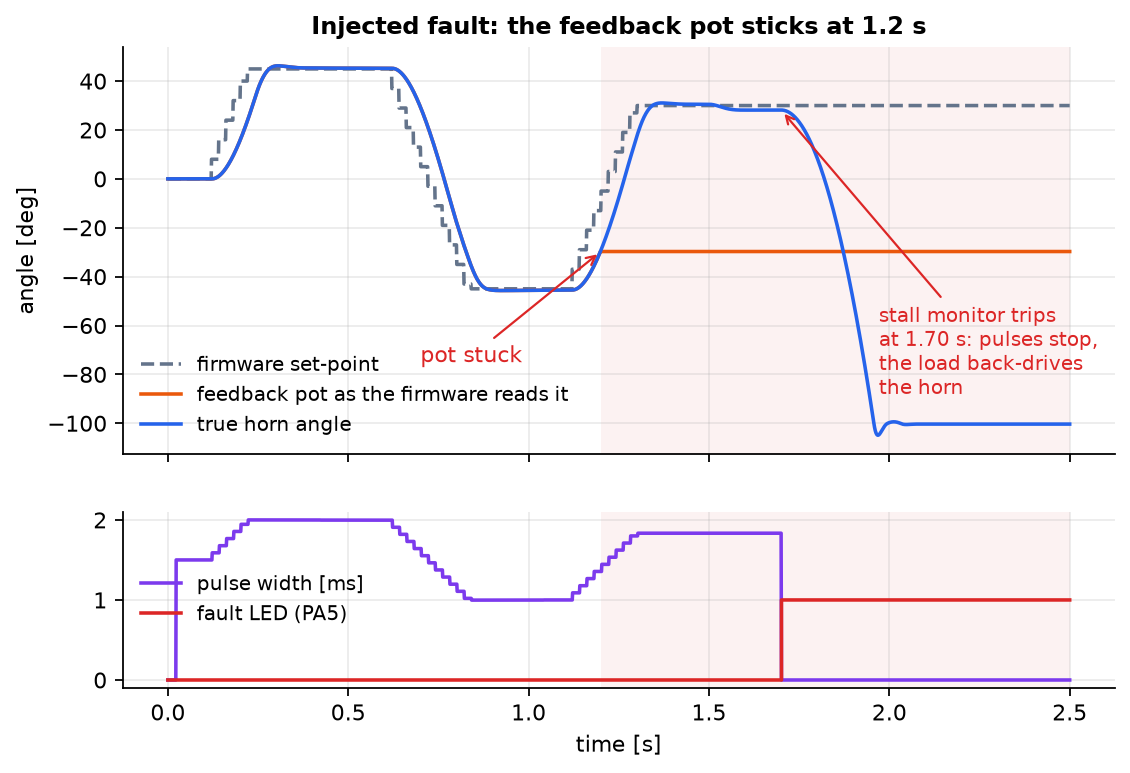 Injected fault: the feedback pot sticks at 1.2 s
angle [deg]
40
20
0
−20
−40
−60
−80
−100
pot stuck
stall monitor trips
at 1.70 s: pulses stop,
the load back-drives
the horn
firmware set-point
feedback pot as the firmware reads it
true horn angle
2
1
0
pulse width [ms]
fault LED (PA5)
0.0
0.5
1.0
1.5
2.0
2.5
time [s]